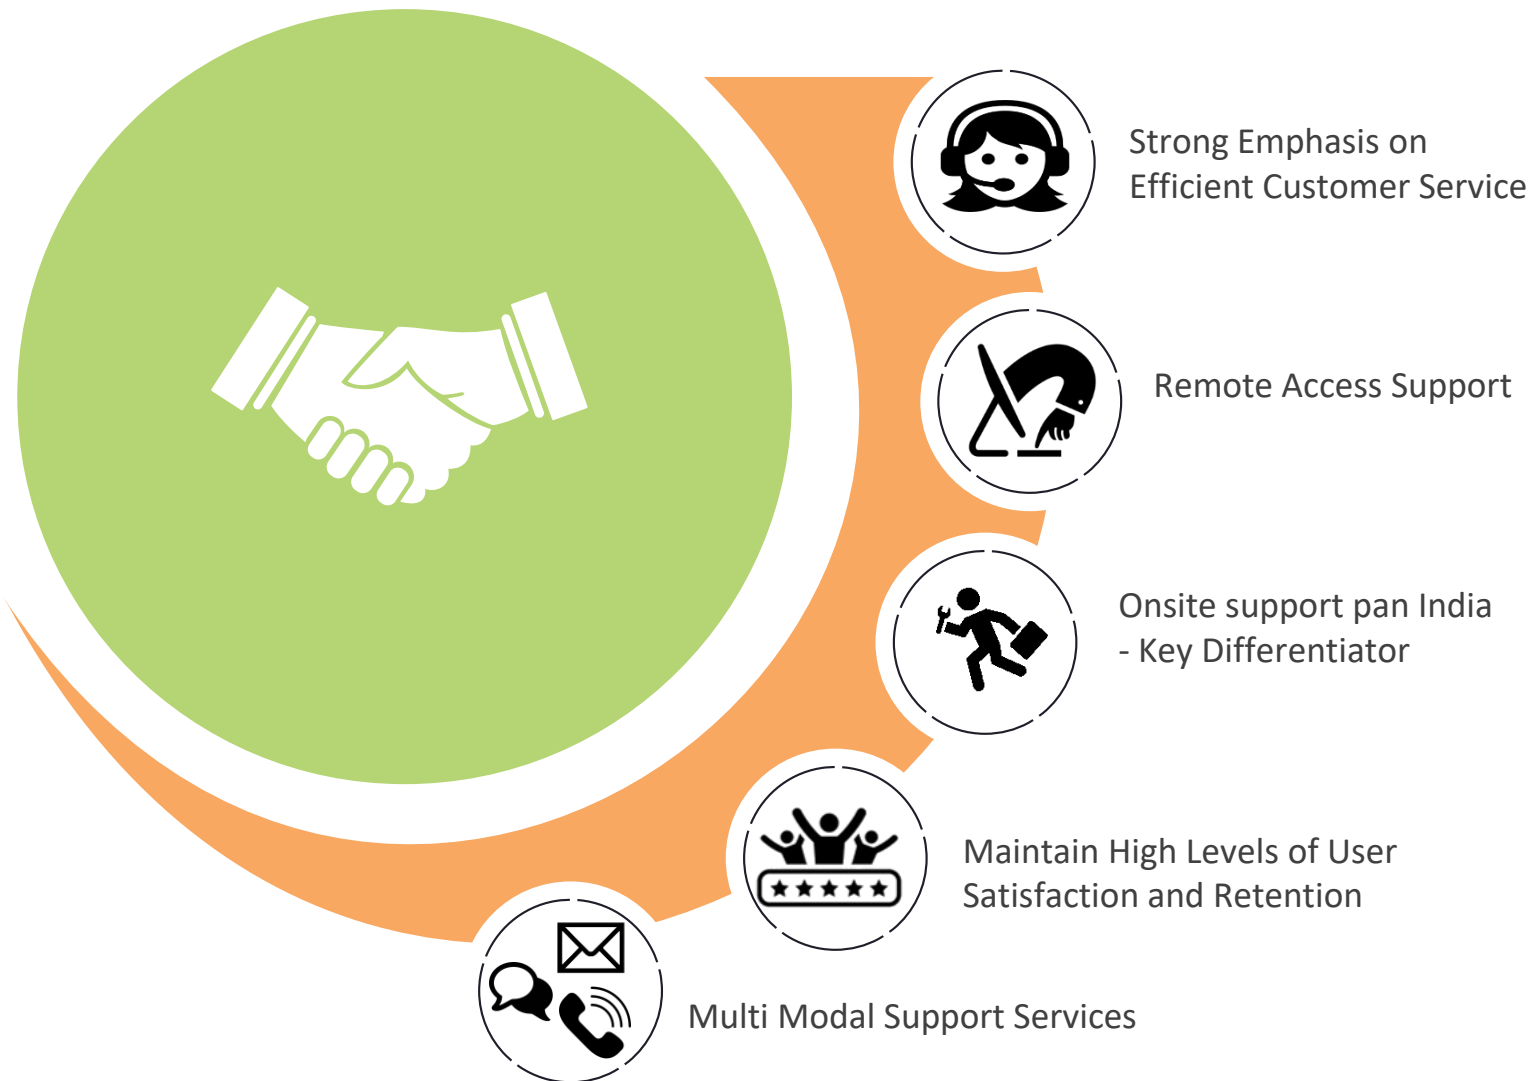 Strong Emphasis on
Efficient Customer Service
Remote Access Support
Onsite support pan India
- Key Differentiator
Maintain High Levels of User
Satisfaction and Retention
Multi Modal Support Services